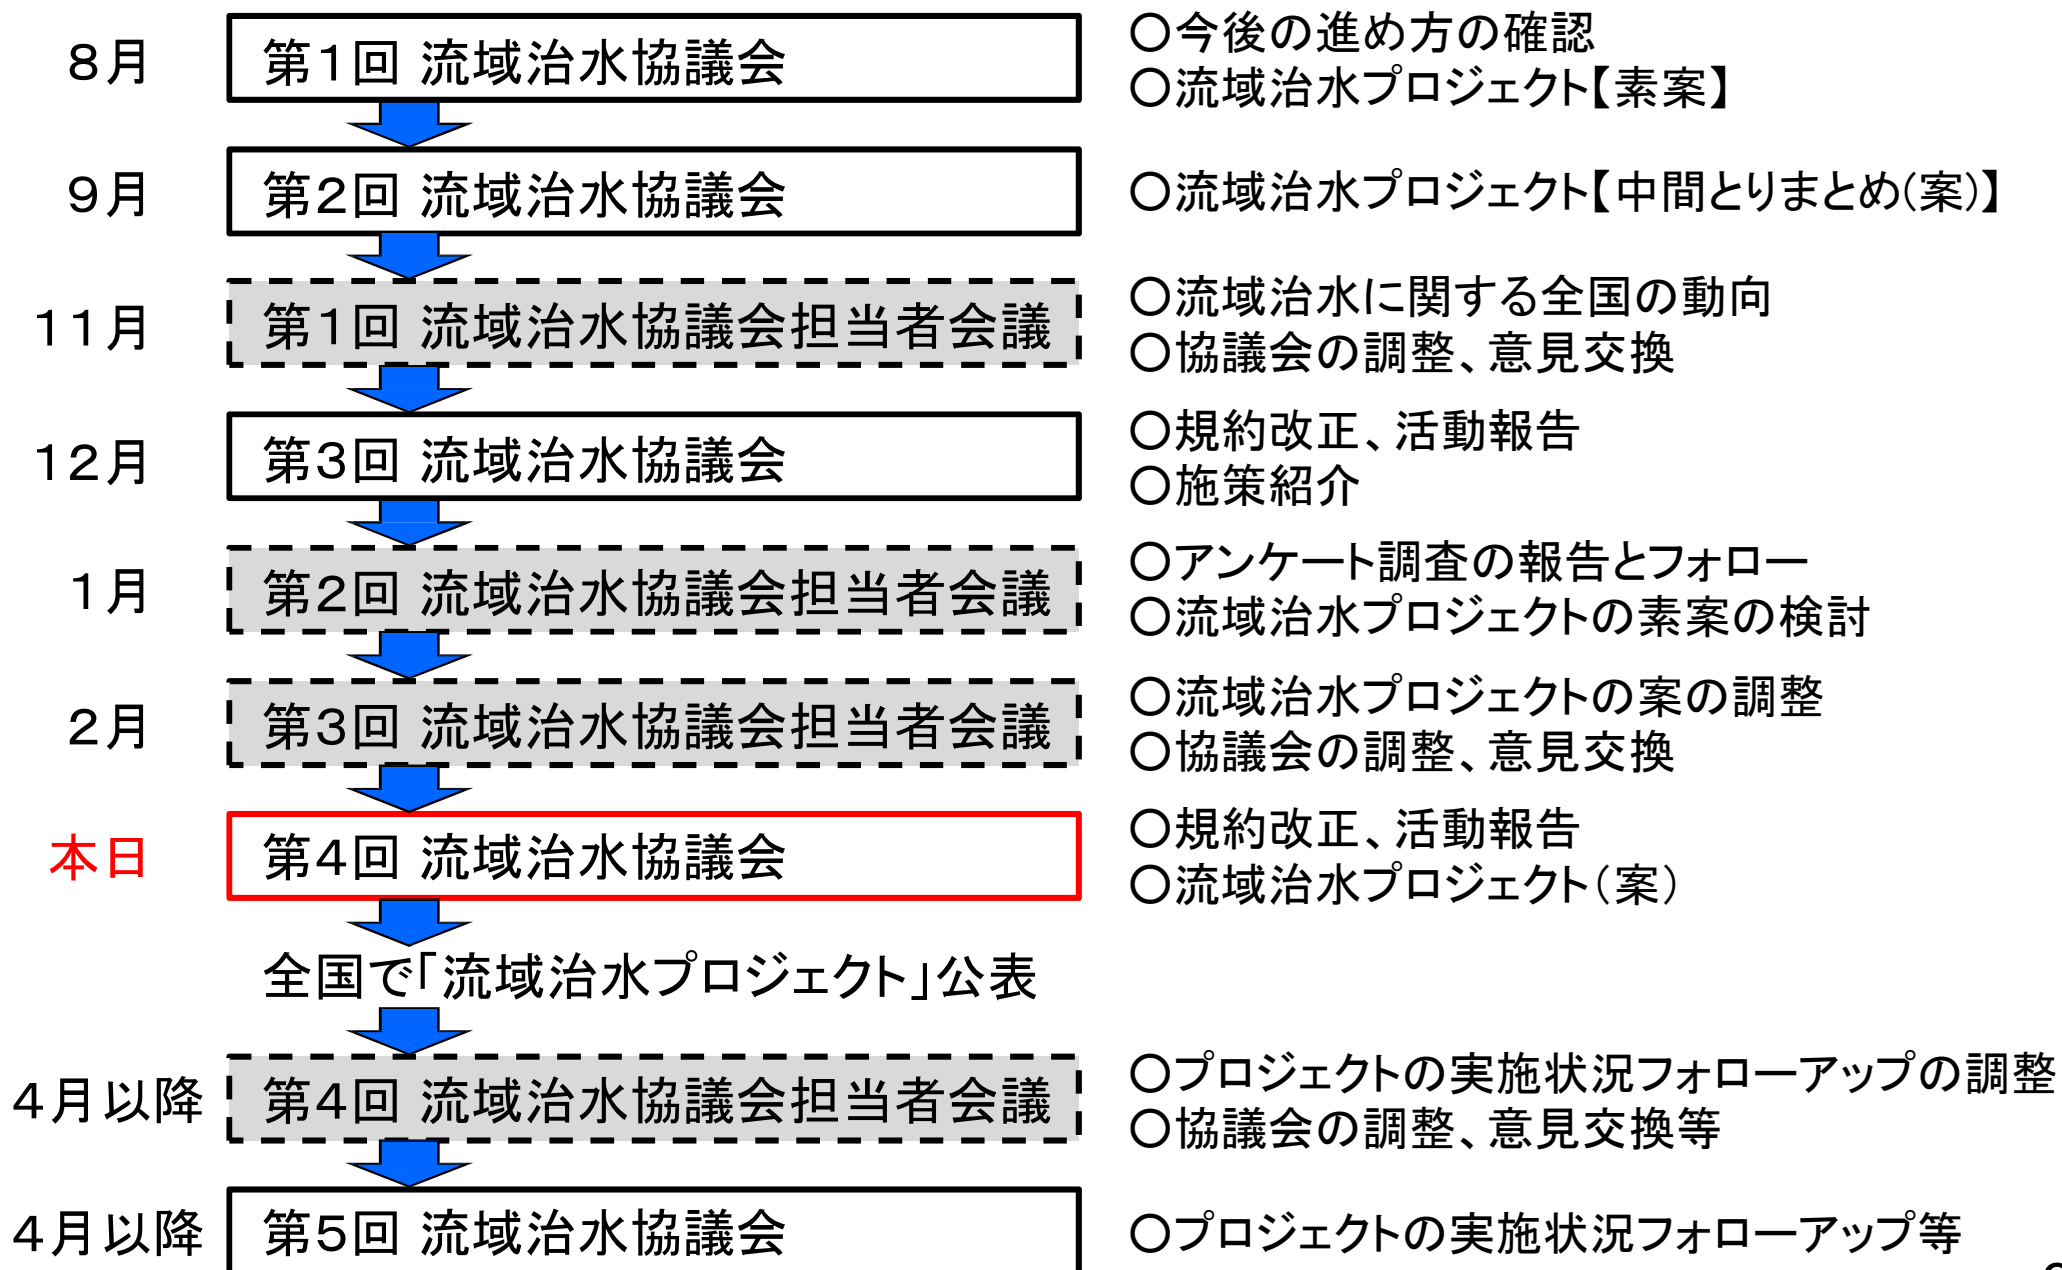 ８月
第１回 流域治水協議会
○今後の進め方の確認
○流域治水プロジェクト【素案】
９月
第２回 流域治水協議会
○流域治水プロジェクト【中間とりまとめ(案)】
１１月
第１回 流域治水協議会担当者会議
○流域治水に関する全国の動向
○協議会の調整、意見交換
１２月
第３回 流域治水協議会
○規約改正、活動報告
○施策紹介
１月
第２回 流域治水協議会担当者会議
○アンケート調査の報告とフォロー
○流域治水プロジェクトの素案の検討
２月
第３回 流域治水協議会担当者会議
○流域治水プロジェクトの案の調整
○協議会の調整、意見交換
本日
第４回 流域治水協議会
○規約改正、活動報告
○流域治水プロジェクト（案）
全国で「流域治水プロジェクト」公表
４月以降
第４回 流域治水協議会担当者会議
○プロジェクトの実施状況フォローアップの調整
○協議会の調整、意見交換等
４月以降
第５回 流域治水協議会
○プロジェクトの実施状況フォローアップ等